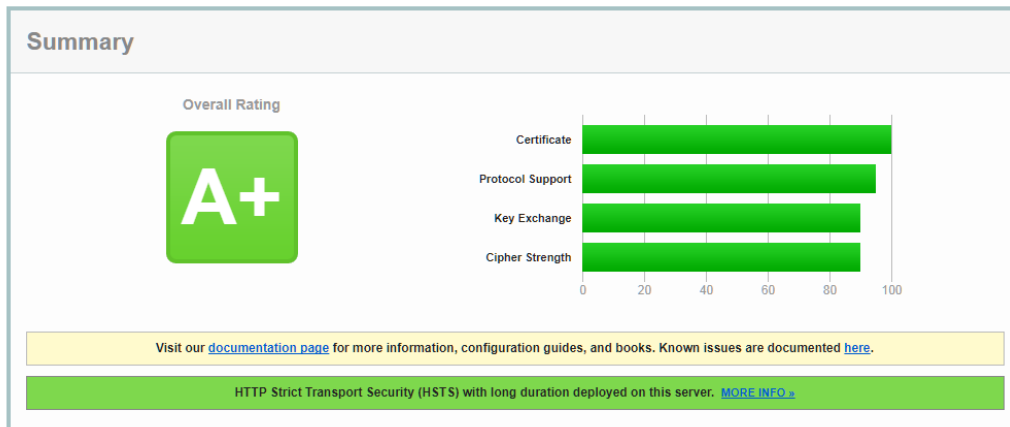 Summary
Overall Rating
A+
Certificate
Protocol Support
Key Exchange
Cipher Strength
0 20 40 60 80 100
Visit our documentation page for more information, configuration guides, and books. Known issues are documented here.
HTTP Strict Transport Security (HSTS) with long duration deployed on this server. MORE INFO »